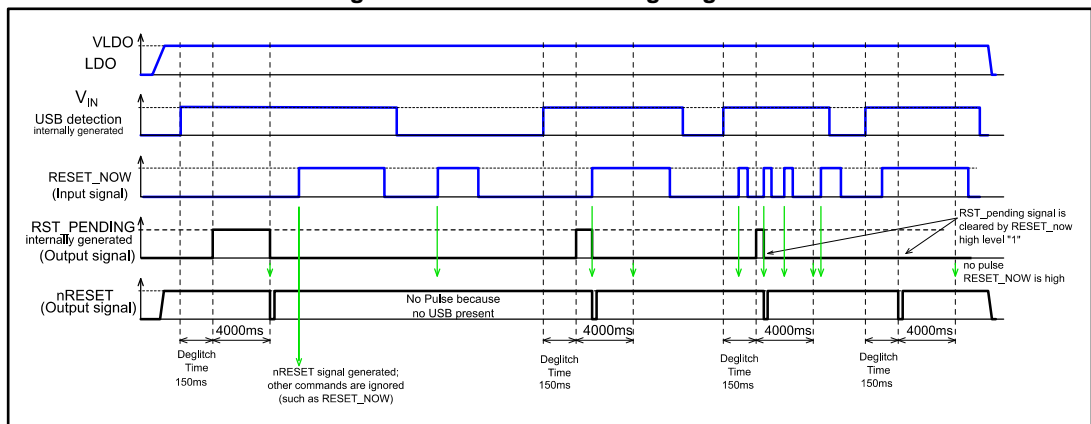 VLDO
LDO
VIN
USB detection
internally generated
RESET_NOW
(Input signal)
RST_PENDING
internally generated
(Output signal)
RST_pending signal is
cleared by RESET_now
high level "1"
no pulse
RESET_NOW is high
nRESET
(Output signal)
No Pulse because
no USB present
4000ms
4000ms
4000ms
4000ms
Deglitch
Time
150ms
Deglitch
Time
150ms
Deglitch
Time
150ms
Deglitch
Time
150ms
nRESET signal generated;
other commands are ignored
(such as RESET_NOW)